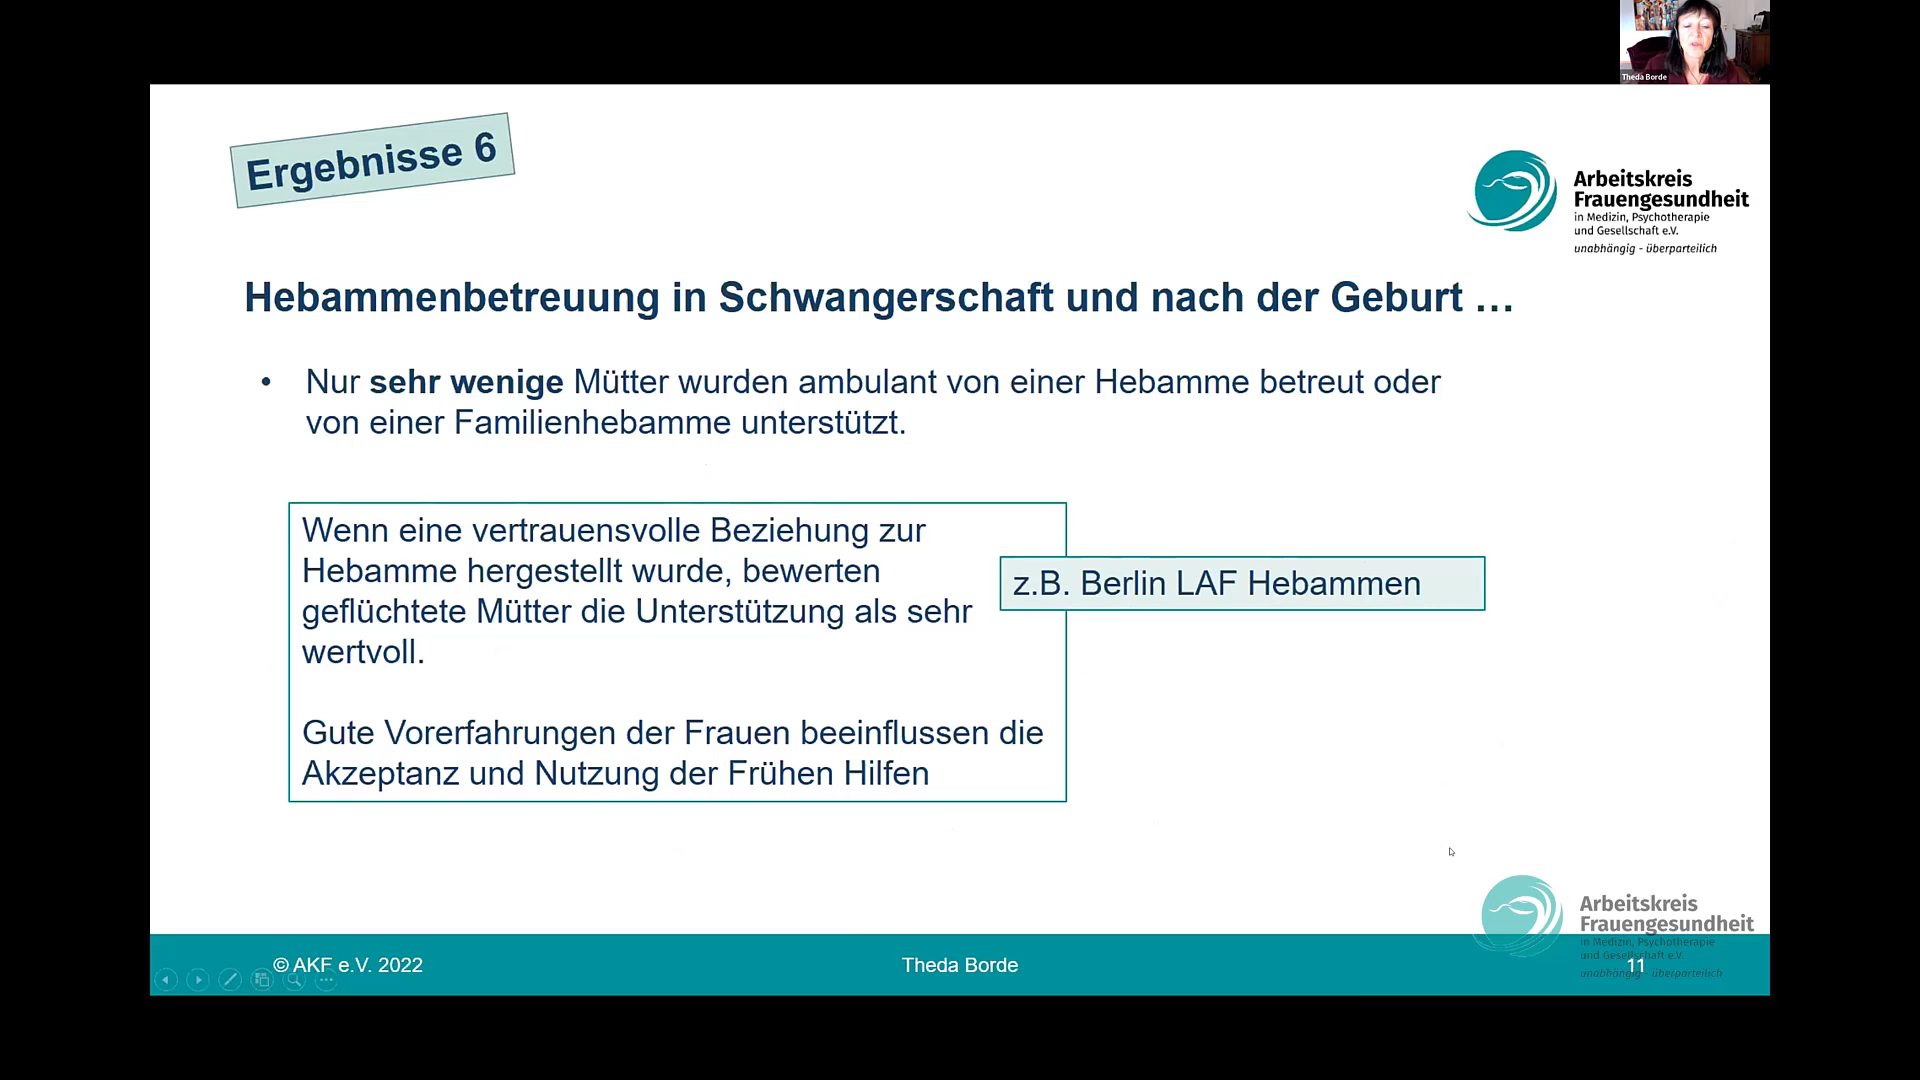 Theda Borde
Ergebnisse 6
Arbeitskreis
Frauengesundheit
in Medizin, Psychotherapie
und Gesellschaft e.V.
unabhängig - überparteilich
Hebammenbetreuung in Schwangerschaft und nach der Geburt …
• Nur sehr wenige Mütter wurden ambulant von einer Hebamme betreut oder
von einer Familienhebamme unterstützt.
Wenn eine vertrauensvolle Beziehung zur
Hebamme hergestellt wurde, bewerten
geflüchtete Mütter die Unterstützung als sehr
wertvoll.
z.B. Berlin LAF Hebammen
Gute Vorerfahrungen der Frauen beeinflussen die
Akzeptanz und Nutzung der Frühen Hilfen
Arbeitskreis
Frauengesundheit
in Medizin, Psychotherapie
und Gesellschaft e.V.
unabhängig - überparteilich
© AKF e.V. 2022
Theda Borde
11